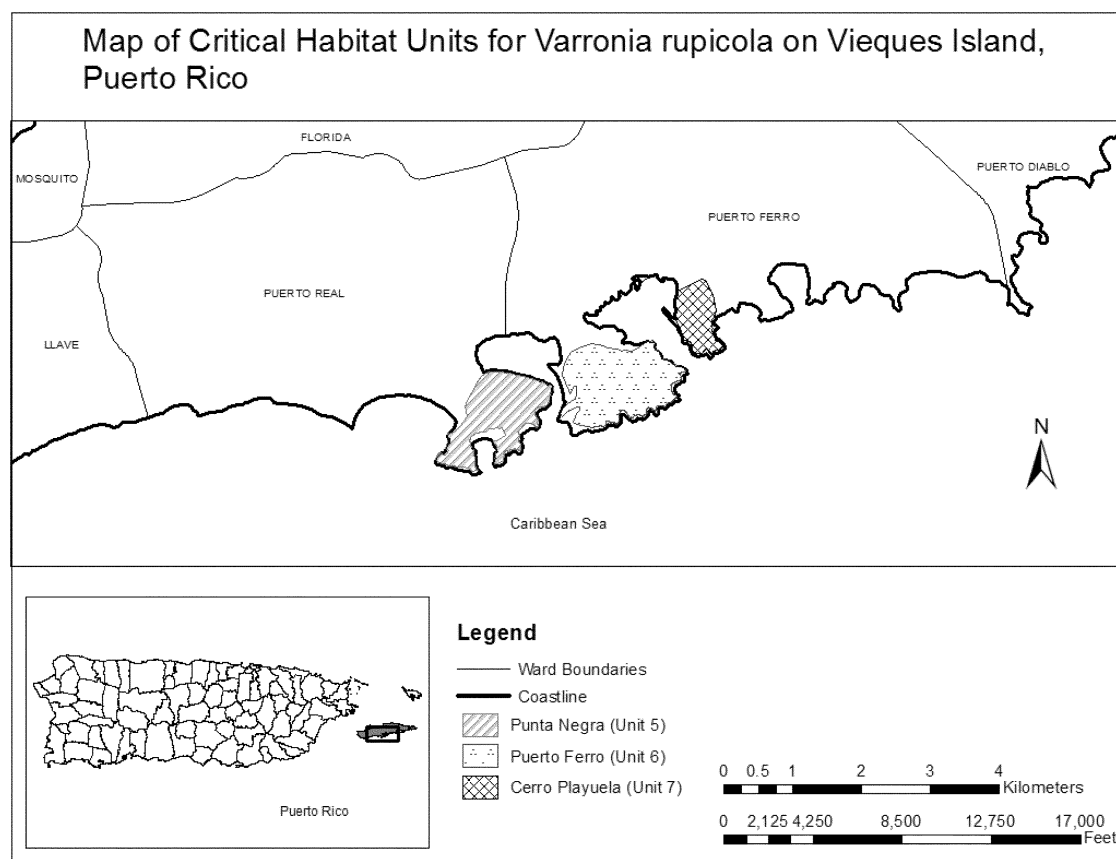 Map of Critical Habitat Units for Varronia rupicola on Vieques Island,
Puerto Rico
FLORIDA
MOSQUITO
PUERTO DIABLO
PUERTO FERRO
PUERTO REAL
LLAVE
N
Caribbean Sea
Puerto Rico
Legend
Ward Boundaries
Coastline
Punta Negra (Unit 5)
Puerto Ferro (Unit 6)
Cerro Playuela (Unit 7)
0 0.5 1 2 3 4
Kilometers
0 2,125 4,250 8,500 12,750 17,000
Feet